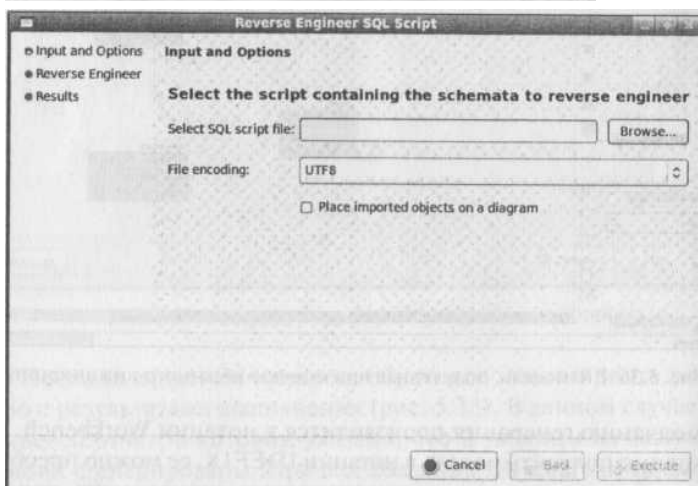 Reverse Engineer SQL Script
Input and Options
Reverse Engineer
Results
Input and Options
Select the script containing the schemata to reverse engineer
Select SQL script file:
Browse...
File encoding:
UTF8
Place imported objects on a diagram
Cancel
Back
Execute